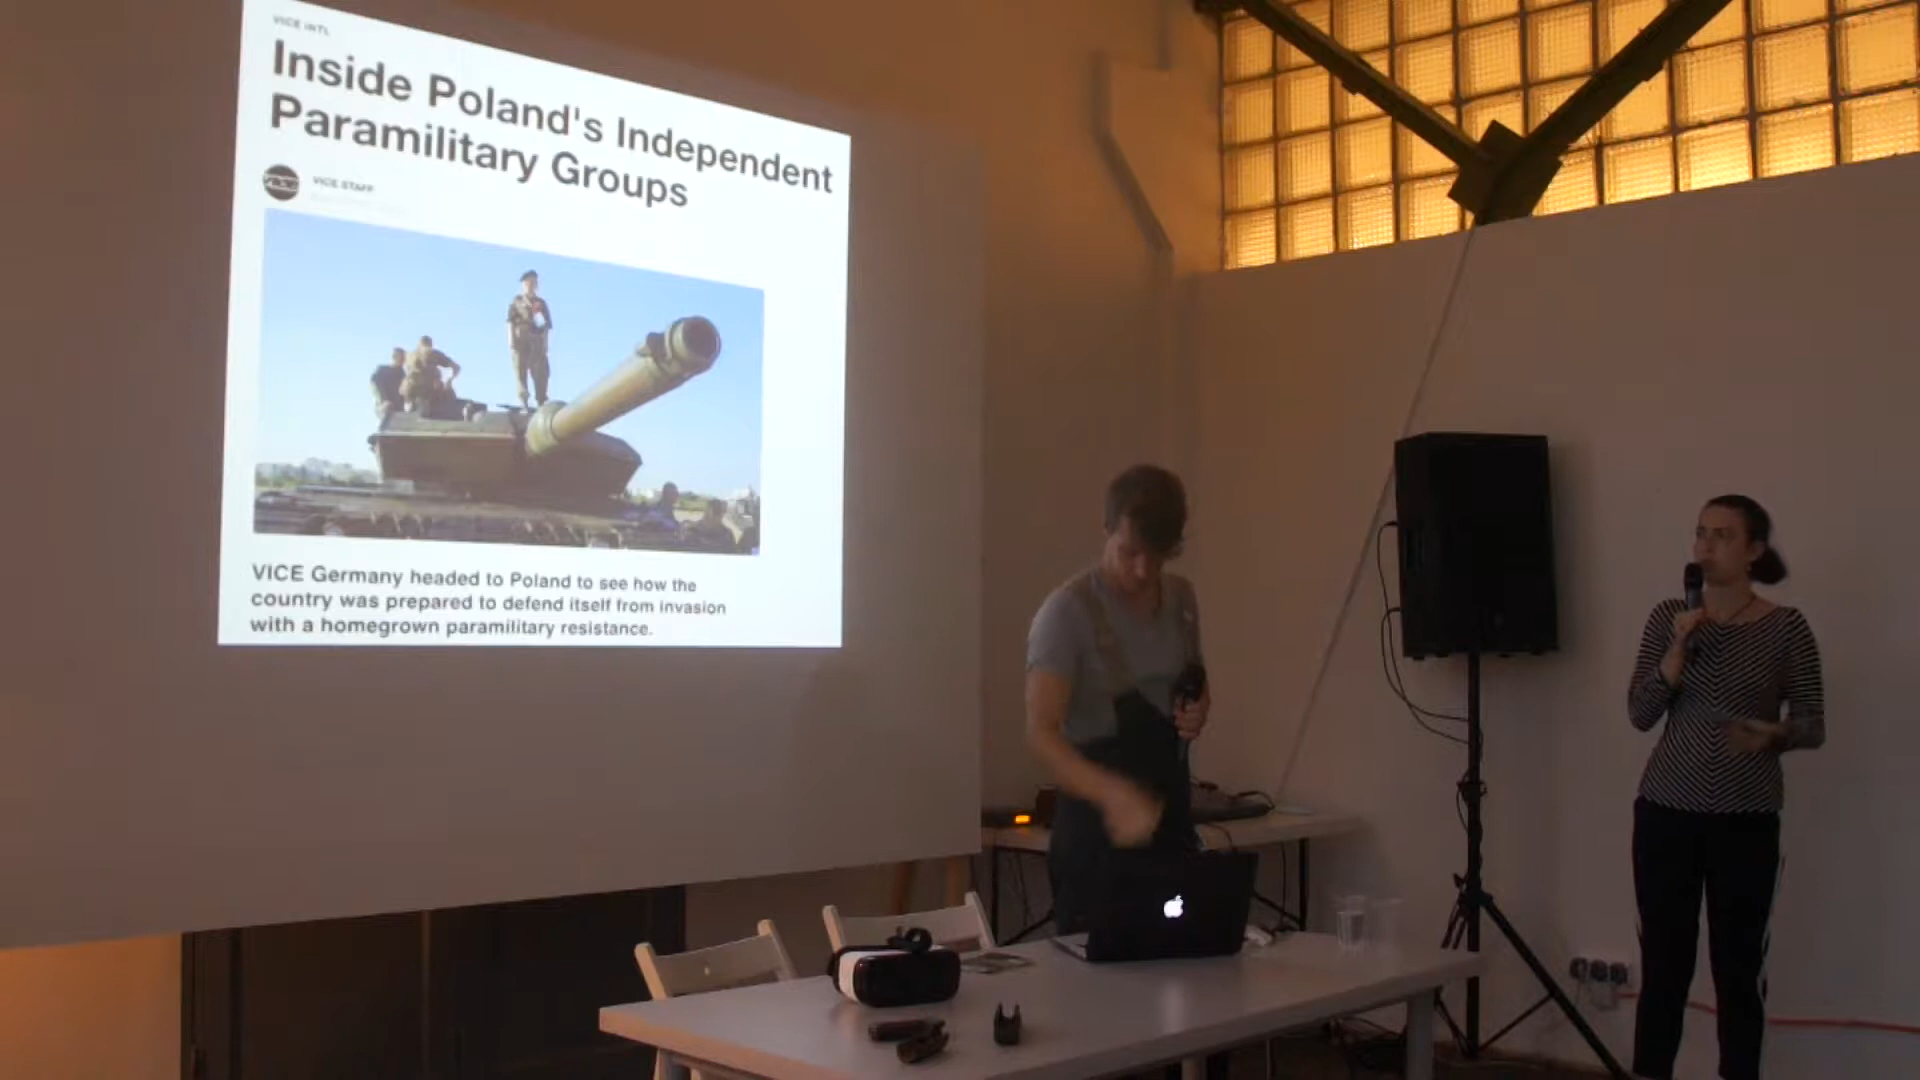 VICE INTL
Inside Poland's Independent
Paramilitary Groups
VICE STAFF
VICE Germany headed to Poland to see how the
country was prepared to defend itself from invasion
with a homegrown paramilitary resistance.